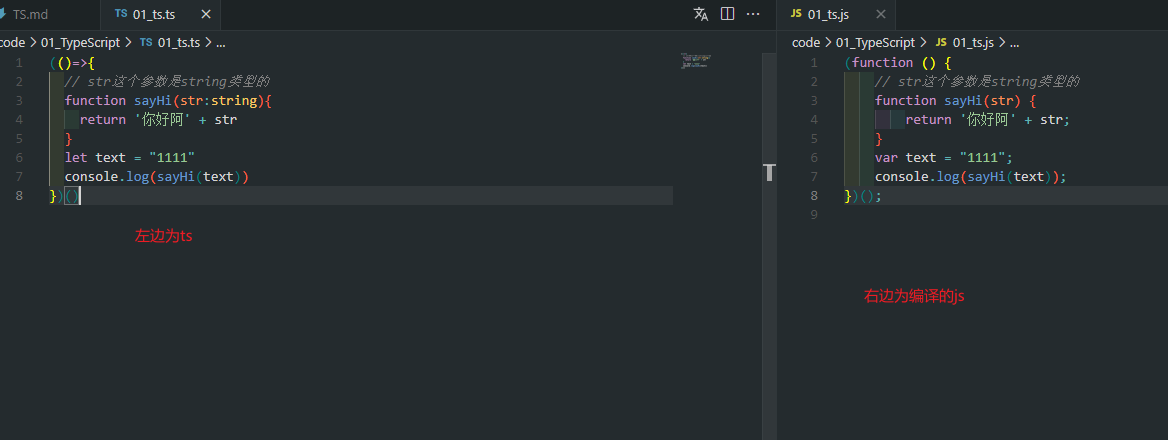 TS.md
TS 01_ts.ts
JS 01_ts.js
code > 01_TypeScript > TS 01_ts.ts > ...
1 (()=>{
2 // str这个参数是string类型的
3 function sayHi(str:string){
4 return '你好阿' + str
5 }
6 let text = "1111"
7 console.log(sayHi(text))
8 })()
左边为ts
code > 01_TypeScript > JS 01_ts.js > ...
1 (function () {
2 // str这个参数是string类型的
3 function sayHi(str) {
4 return '你好阿' + str;
5 }
6 var text = "1111";
7 console.log(sayHi(text));
8 })();
9
右边为编译的js